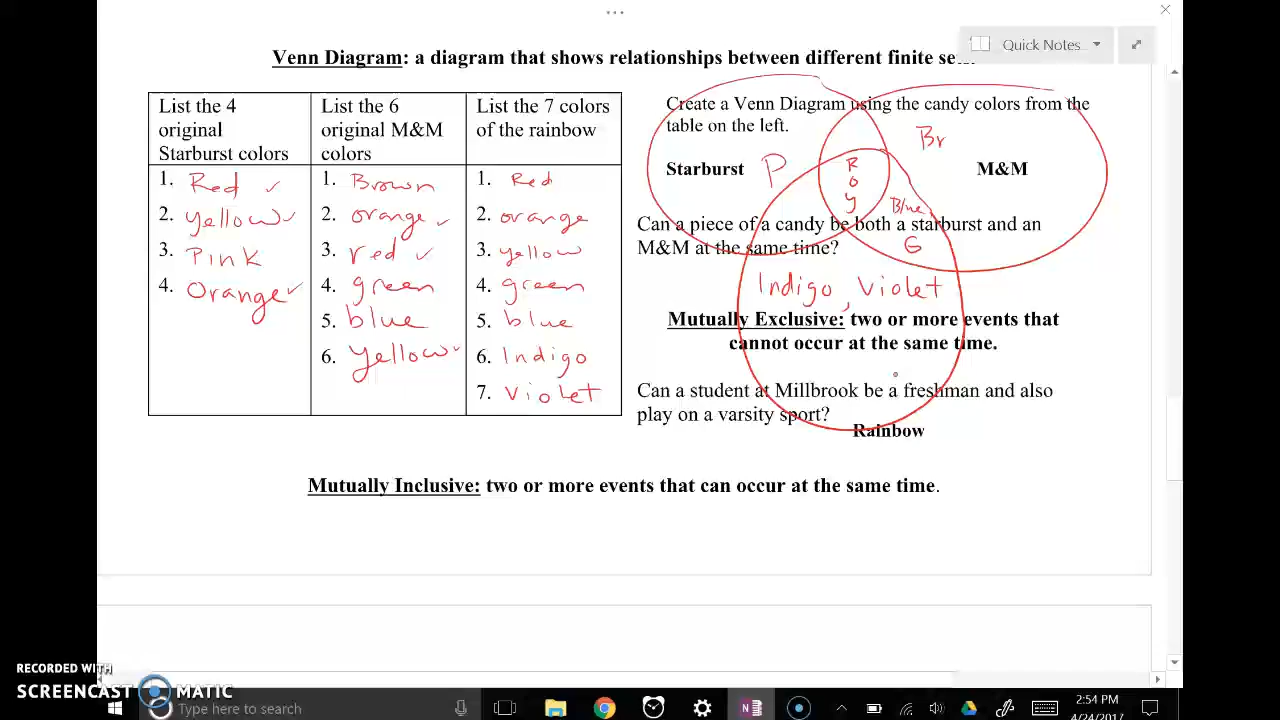 Quick Notes
Venn Diagram: a diagram that shows relationships between different finite
List the 4
original
Starburst colors
1. Red
2. yellow
3. Pink
4. Orange
List the 6
original M&M
colors
1. Brown
2. orange
3. red
4. green
5. blue
6. yellow
List the 7 colors
of the rainbow
1. Red
2. orange
3. yellow
4. green
5. blue
6. Indigo
7. Violet
Create a Venn Diagram using the candy colors from the
table on the left.
Br
Starburst P M&M
R
o
y
Blue
Can a piece of a candy be both a starburst and an
M&M at the same time?
G
Indigo, Violet
Mutually Exclusive: two or more events that
cannot occur at the same time.
Can a student at Millbrook be a freshman and also
play on a varsity sport?
Rainbow
Mutually Inclusive: two or more events that can occur at the same time.
RECORDED WITH
SCREENCAST MATIC
Type here to search
2:54 PM
4/24/2017